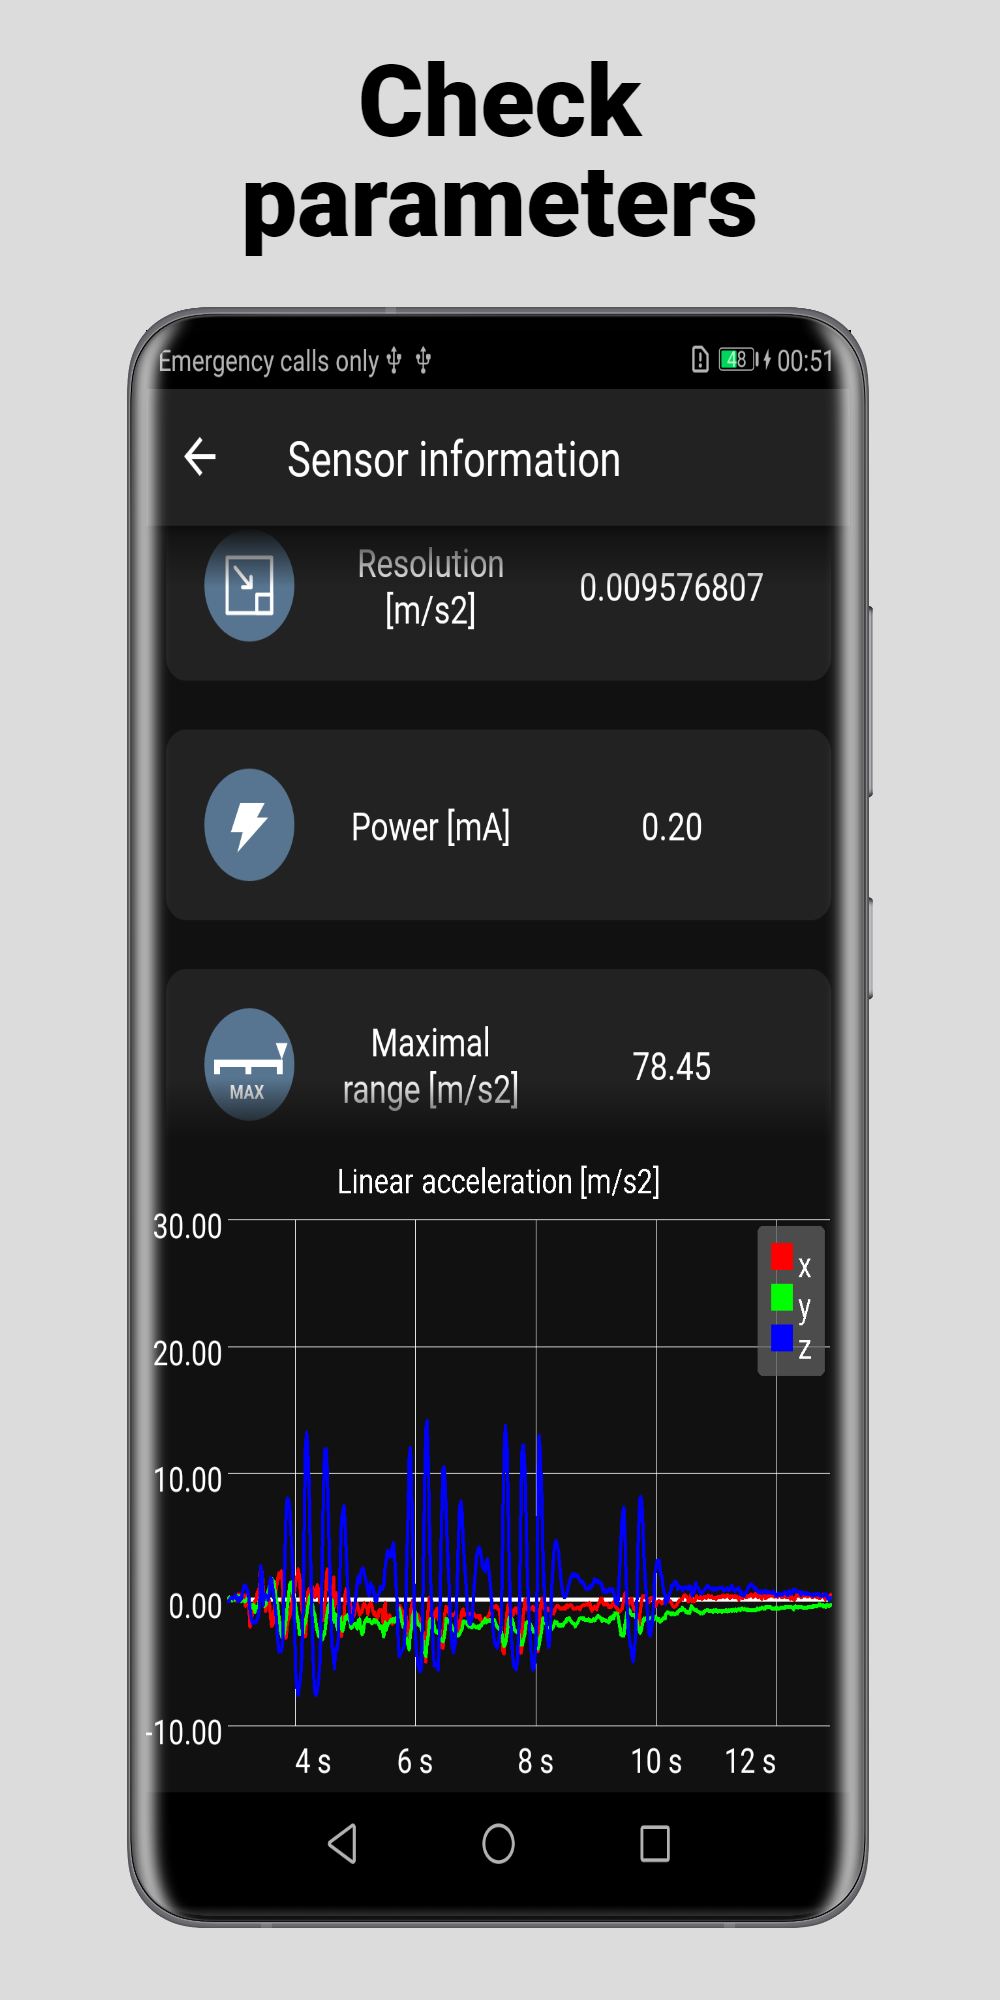 Check
parameters
Emergency calls only
48
00:51
Sensor information
Resolution
[m/s2]
0.009576807
Power [mA]
0.20
MAX
Maximal
range [m/s2]
78.45
Linear acceleration [m/s2]
30.00
20.00
10.00
0.00
-10.00
x
y
z
4 s
6 s
8 s
10 s
12 s